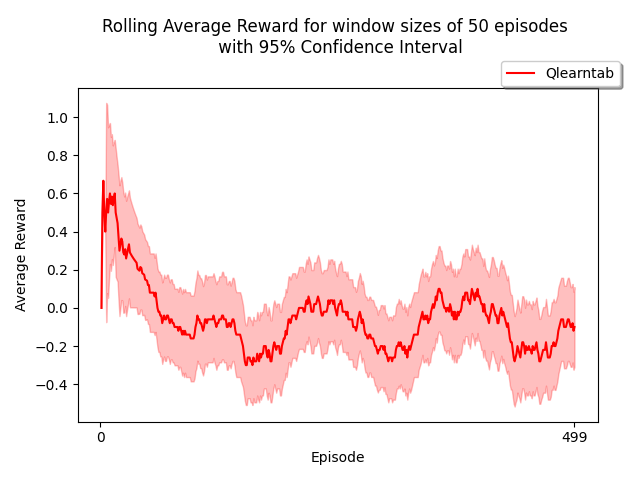 Rolling Average Reward for window sizes of 50 episodes
with 95% Confidence Interval
Qlearntab
1.0
0.8
0.6
0.4
0.2
0.0
−0.2
−0.4
Average Reward
0
499
Episode